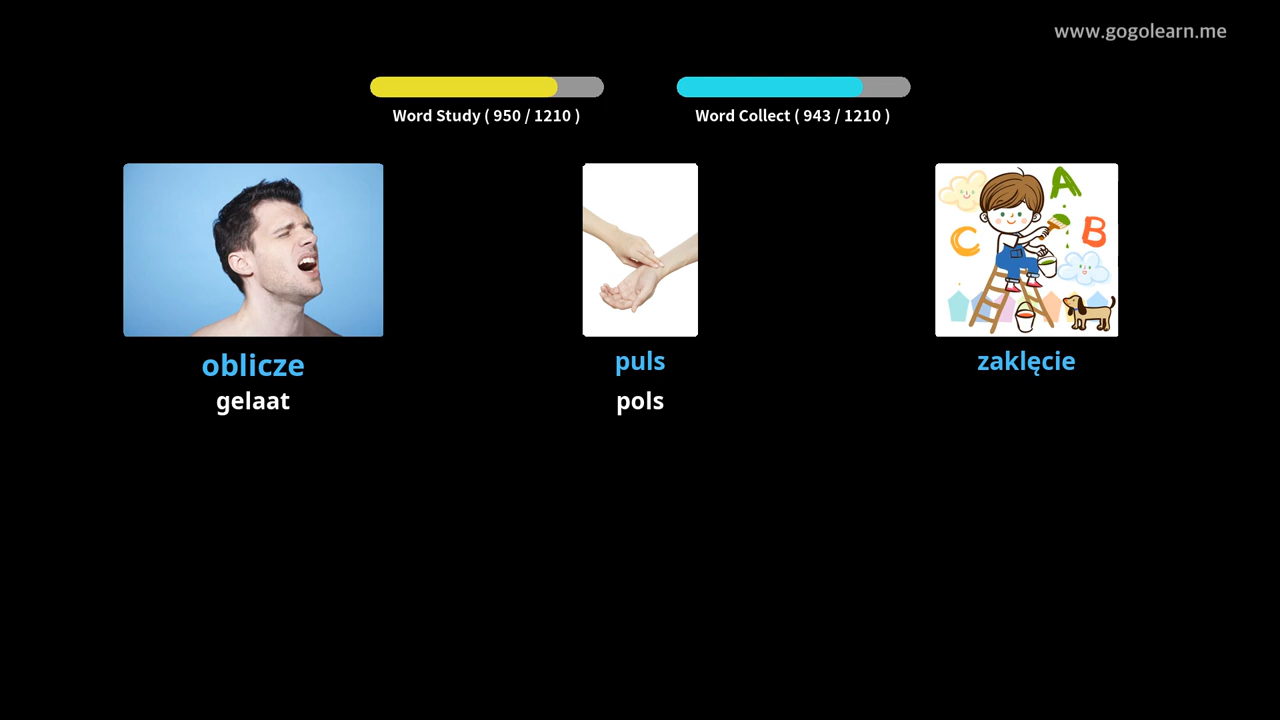 www.gogolearn.me
Word Study ( 950 / 1210 )
Word Collect ( 943 / 1210 )
A
B
C
oblicze
gelaat
puls
pols
zaklęcie